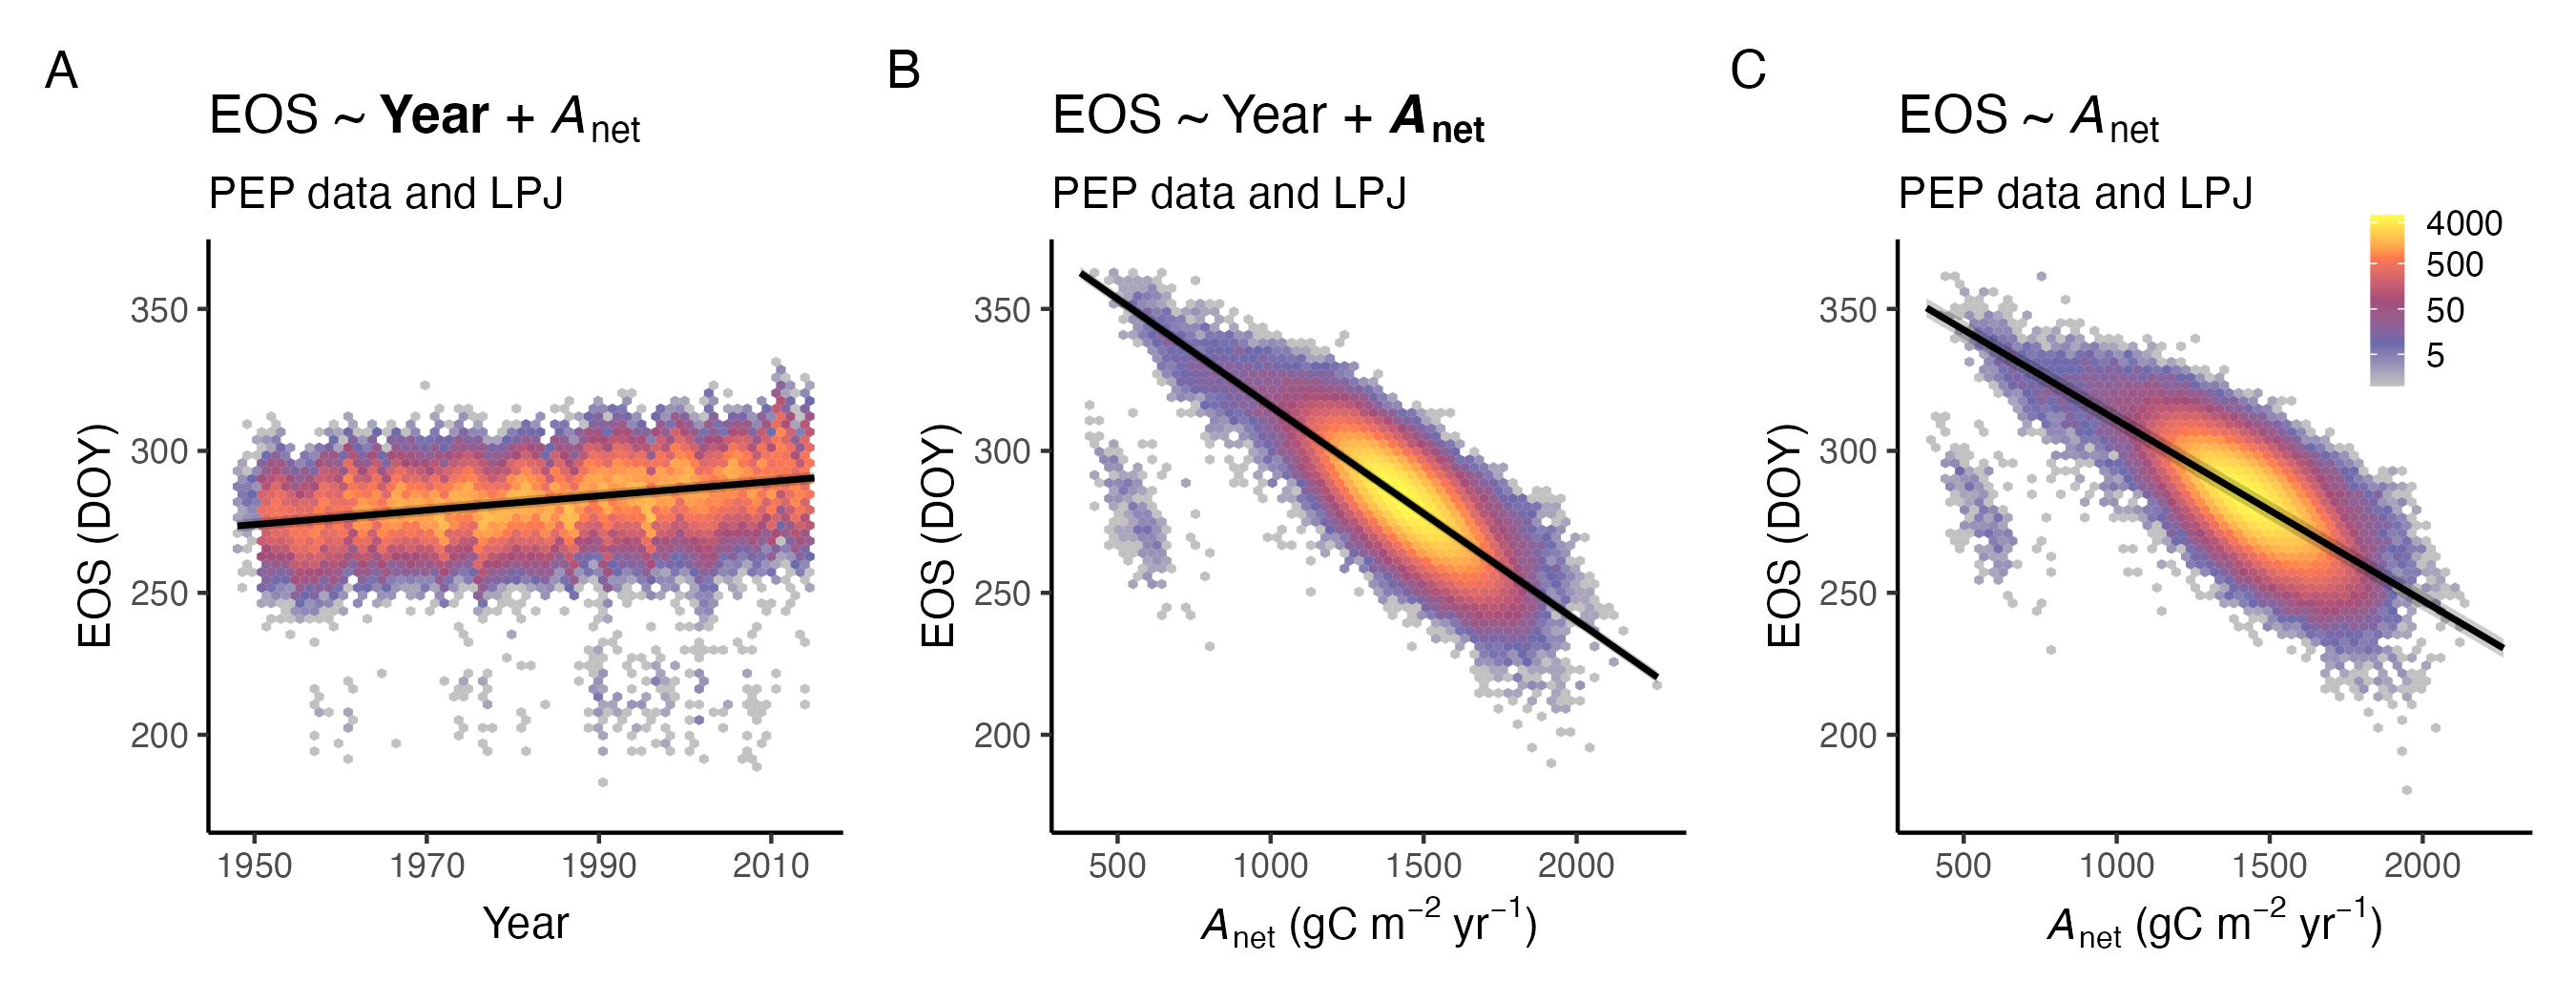 A
EOS ~ Year + Anet
PEP data and LPJ
EOS (DOY)
350
300
250
200
1950 1970 1990 2010
Year
B
EOS ~ Year + Anet
PEP data and LPJ
EOS (DOY)
350
300
250
200
500 1000 1500 2000
Anet (gC m⁻² yr⁻¹)
C
EOS ~ Anet
PEP data and LPJ
4000
500
50
5
EOS (DOY)
350
300
250
200
500 1000 1500 2000
Anet (gC m⁻² yr⁻¹)